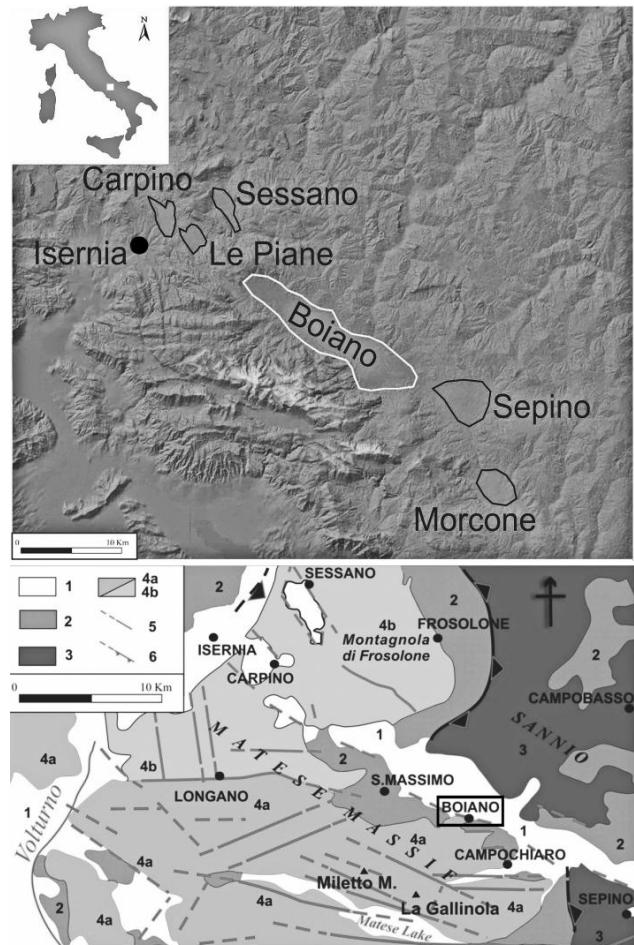 N
Carpino
Sessano
Isernia
Le Piane
Boiano
Sepino
Morcone
0 10 Km
1
2
3
4a
4b
5
6
0 10 Km
2
SESSANO
2
4b
FROSOLONE
Montagnola
di Frosolone
ISERNIA
CARPINO
2
CAMPOBASSO
SANNIO
3
1
4b
MATESE MASSIF
2
4a
LONGANO
S.MASSIMO
4a
BOIANO
1
2
Volturno
1
4a
4a
CAMPOCHIARO
Miletto M.
La Gallinola
4a
SEPINO
3
2
4a
4a
Matese Lake